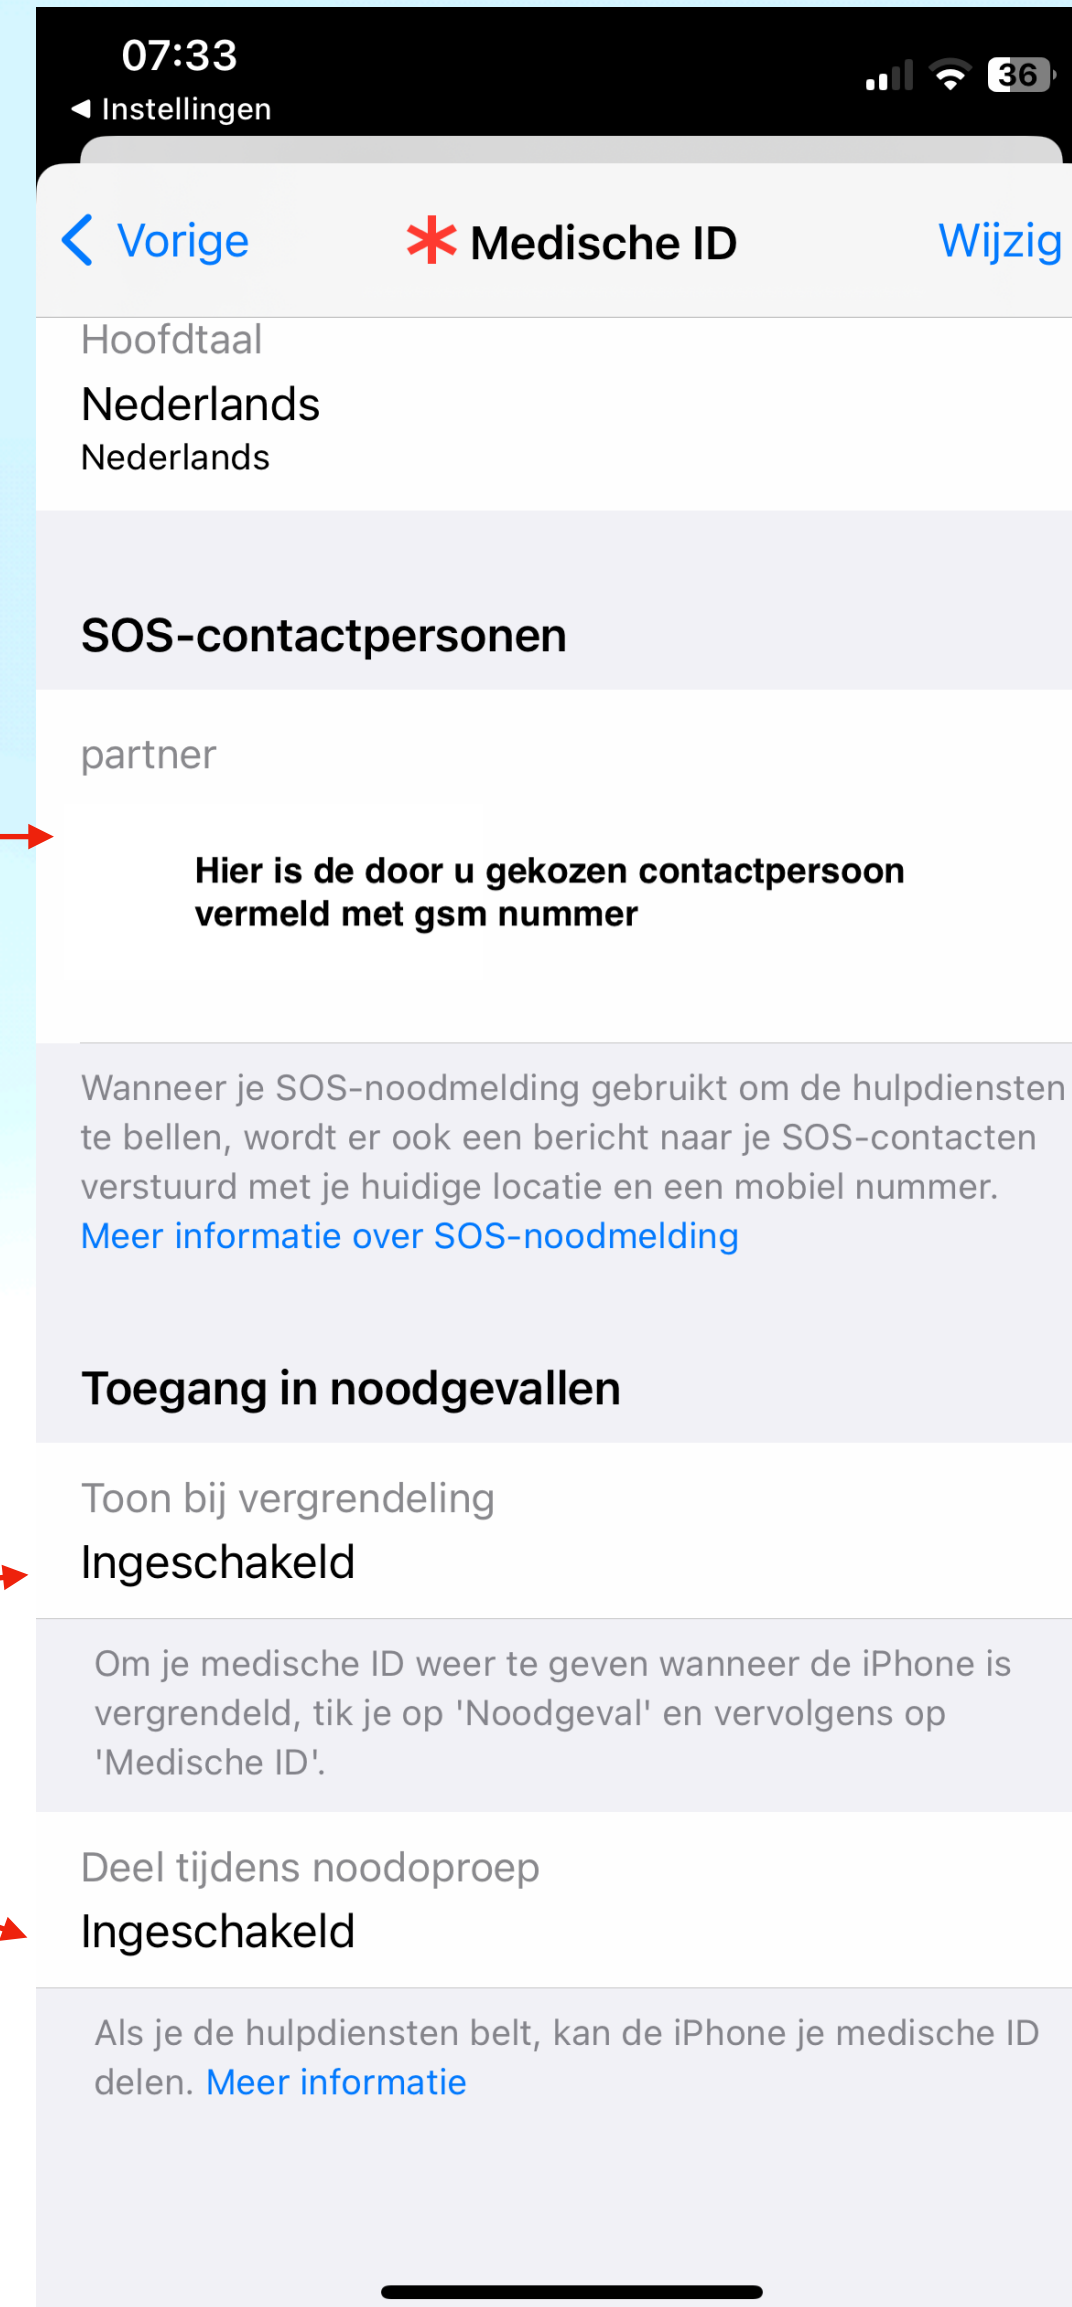 07:33
Instellingen
36
Vorige
Medische ID
Wijzig
Hoofdtaal
Nederlands
Nederlands
SOS-contactpersonen
partner
Hier is de door u gekozen contactpersoon
vermeld met gsm nummer
Wanneer je SOS-noodmelding gebruikt om de hulpdiensten
te bellen, wordt er ook een bericht naar je SOS-contacten
verstuurd met je huidige locatie en een mobiel nummer.
Meer informatie over SOS-noodmelding
Toegang in noodgevallen
Toon bij vergrendeling
Ingeschakeld
Om je medische ID weer te geven wanneer de iPhone is
vergrendeld, tik je op 'Noodgeval' en vervolgens op
'Medische ID'.
Deel tijdens noodoproep
Ingeschakeld
Als je de hulpdiensten belt, kan de iPhone je medische ID
delen. Meer informatie